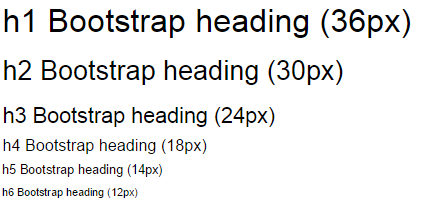 h1 Bootstrap heading (36px)
h2 Bootstrap heading (30px)
h3 Bootstrap heading (24px)
h4 Bootstrap heading (18px)
h5 Bootstrap heading (14px)
h6 Bootstrap heading (12px)